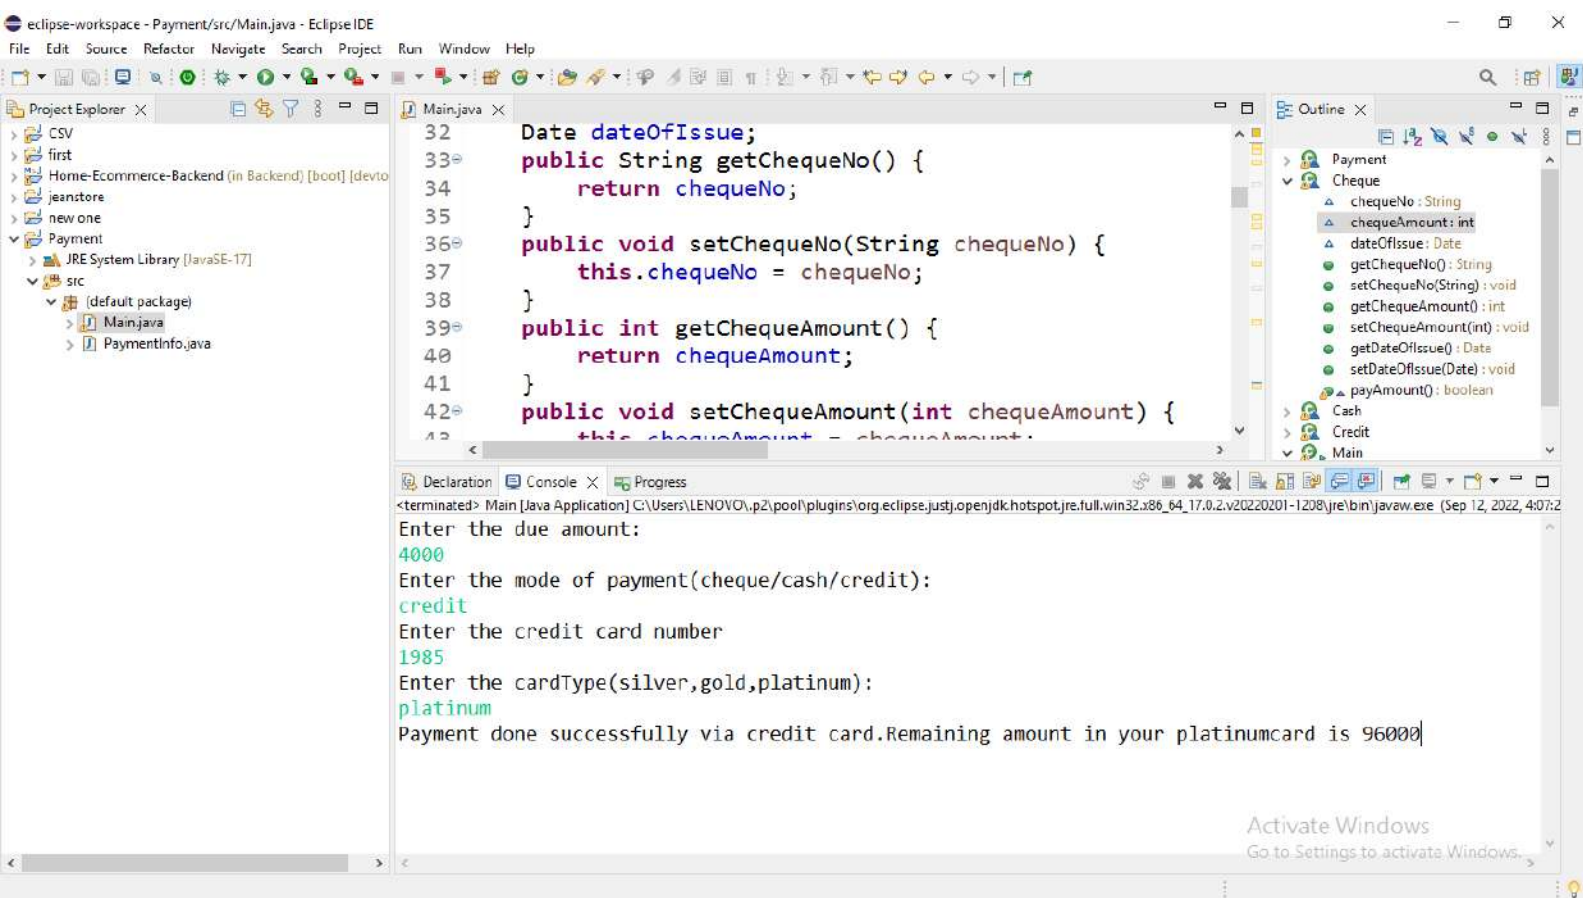 eclipse-workspace - Payment/src/Main.java - Eclipse IDE
File Edit Source Refactor Navigate Search Project Run Window Help
Project Explorer
CSV
first
Home-Ecommerce-Backend (in Backend) [boot] [devto
jeanstore
new one
Payment
JRE System Library [JavaSE-17]
src
(default package)
Main.java
PaymentInfo.java
Main.java
32 Date dateOfIssue;
33 public String getChequeNo() {
34 return chequeNo;
35 }
36 public void setChequeNo(String chequeNo) {
37 this.chequeNo = chequeNo;
38 }
39 public int getChequeAmount() {
40 return chequeAmount;
41 }
42 public void setChequeAmount(int chequeAmount) {
43 this.chequeAmount = chequeAmount;
Outline
Payment
Cheque
chequeNo : String
chequeAmount : int
dateOfIssue : Date
getChequeNo() : String
setChequeNo(String) : void
getChequeAmount() : int
setChequeAmount(int) : void
getDateOfIssue() : Date
setDateOfIssue(Date) : void
payAmount() : boolean
Cash
Credit
Main
Declaration Console Progress
<terminated> Main [Java Application] C:\Users\LENOVO\.p2\pool\plugins\org.eclipse.justj.openjdk.hotspot.jre.full.win32.x86_64_17.0.2.v20220201-1208\jre\bin\javaw.exe (Sep 12, 2022, 4:07:2
Enter the due amount:
4000
Enter the mode of payment(cheque/cash/credit):
credit
Enter the credit card number
1985
Enter the cardType(silver,gold,platinum):
platinum
Payment done successfully via credit card.Remaining amount in your platinumcard is 96000
Activate Windows
Go to Settings to activate Windows.